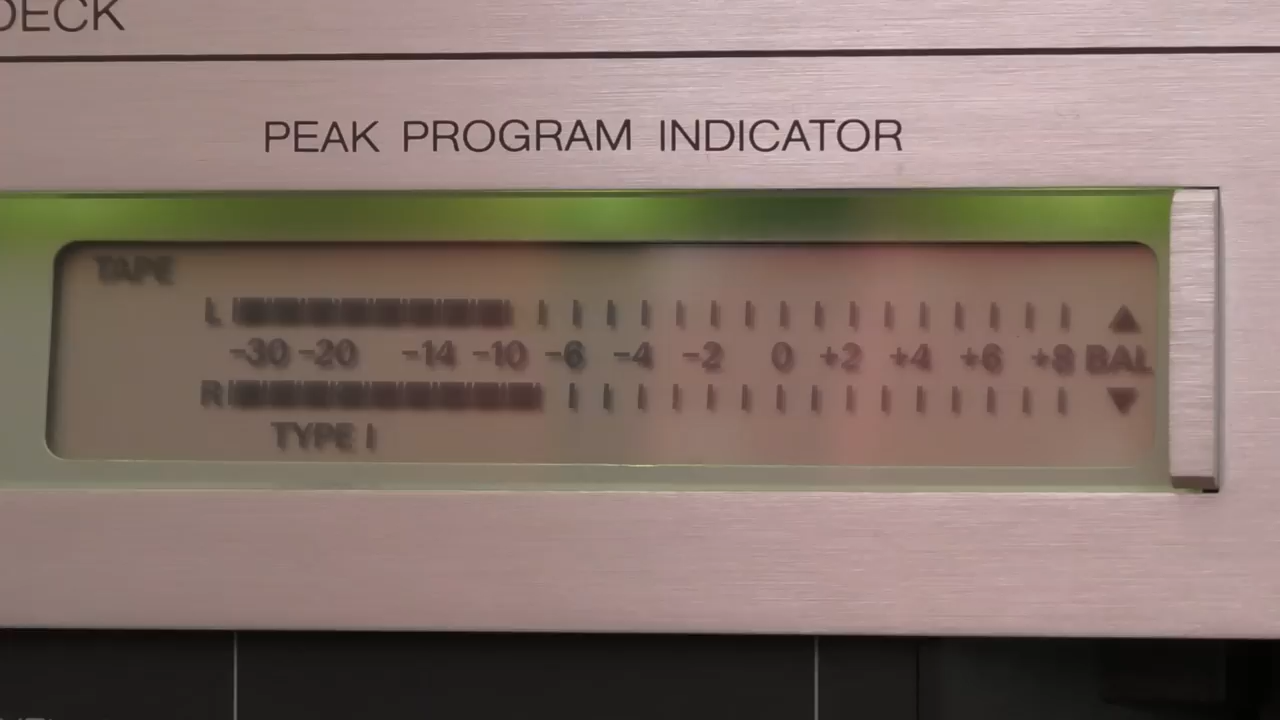 DECK
PEAK PROGRAM INDICATOR
TAPE
L
-30 -20 -14 -10 -6 -4 -2 0 +2 +4 +6 +8 BAL
R
TYPE I